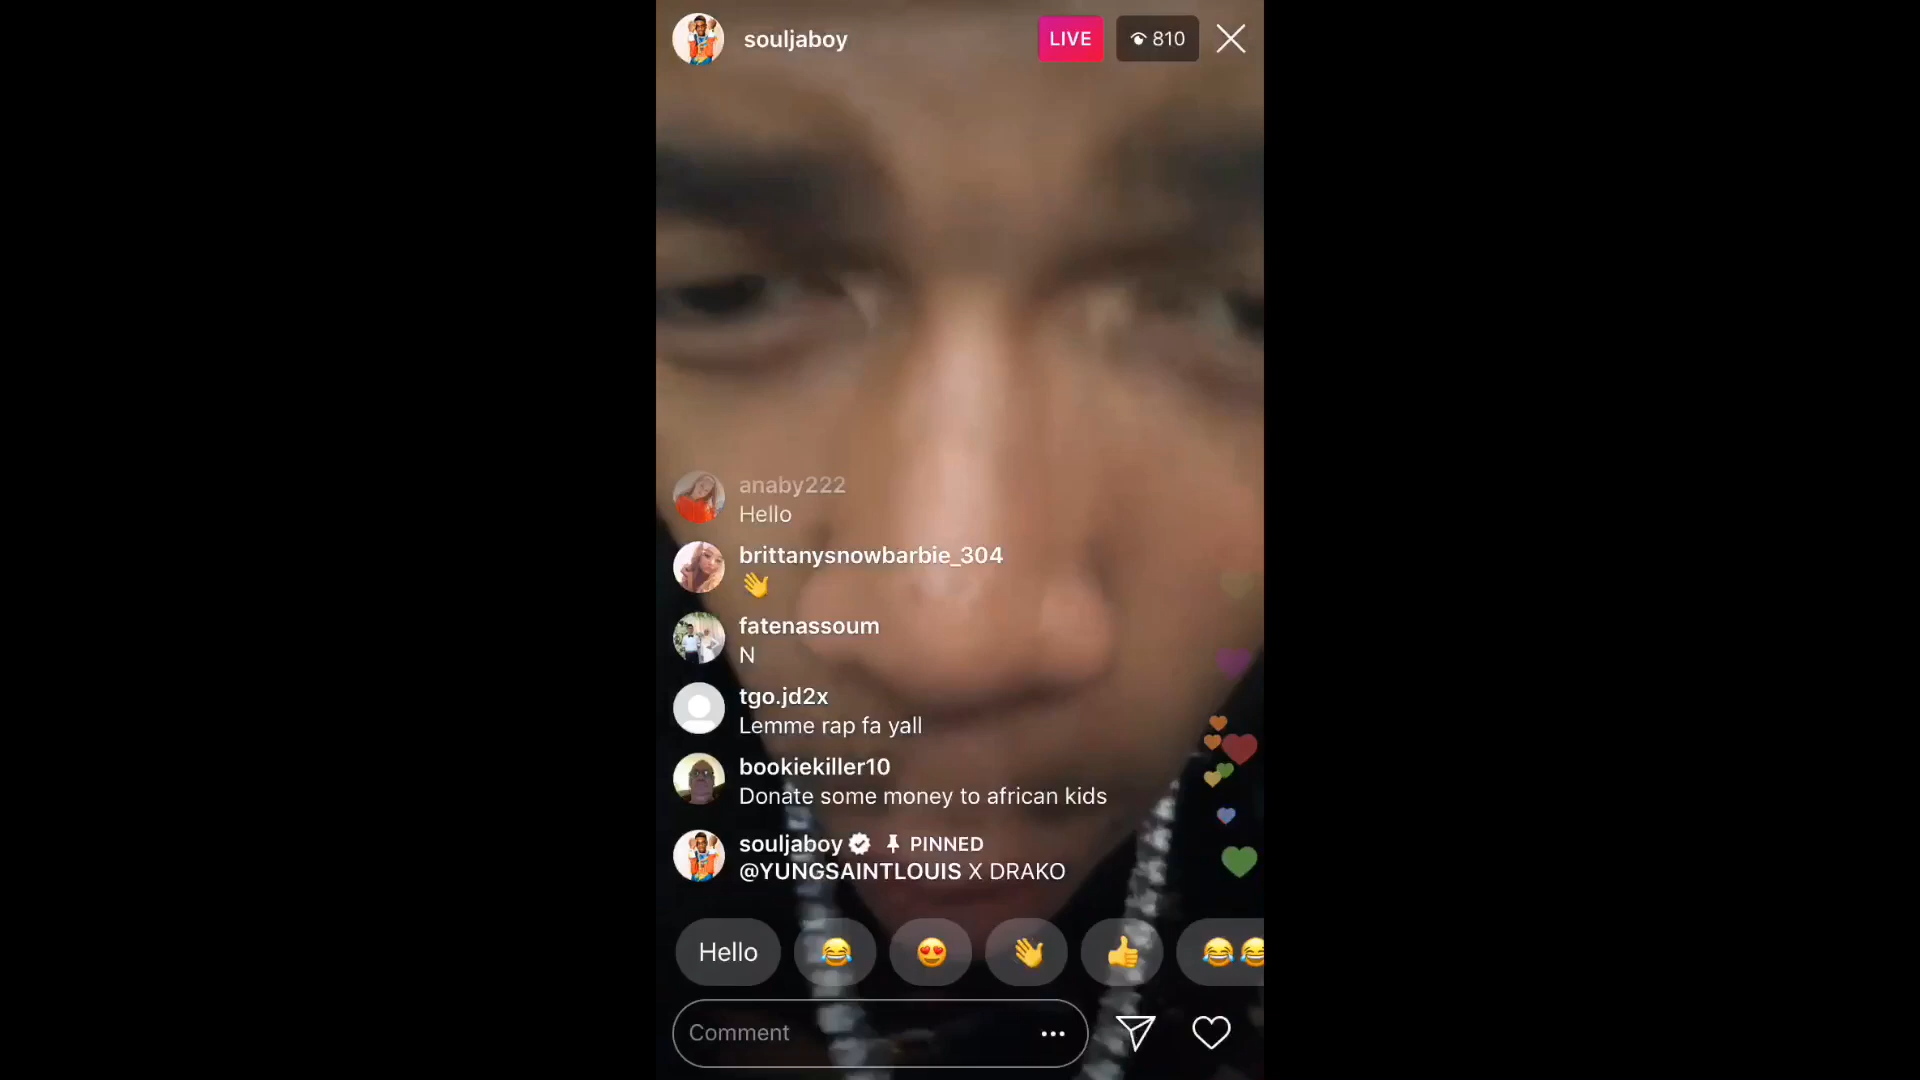 souljaboy
LIVE
810
anaby222
Hello
brittanysnowbarbie_304
👋
fatenassoum
N
tgo.jd2x
Lemme rap fa yall
bookiekiller10
Donate some money to african kids
souljaboy PINNED
@YUNGSAINTLOUIS X DRAKO
Hello 😂 😍 👋 👍 😂😂
Comment